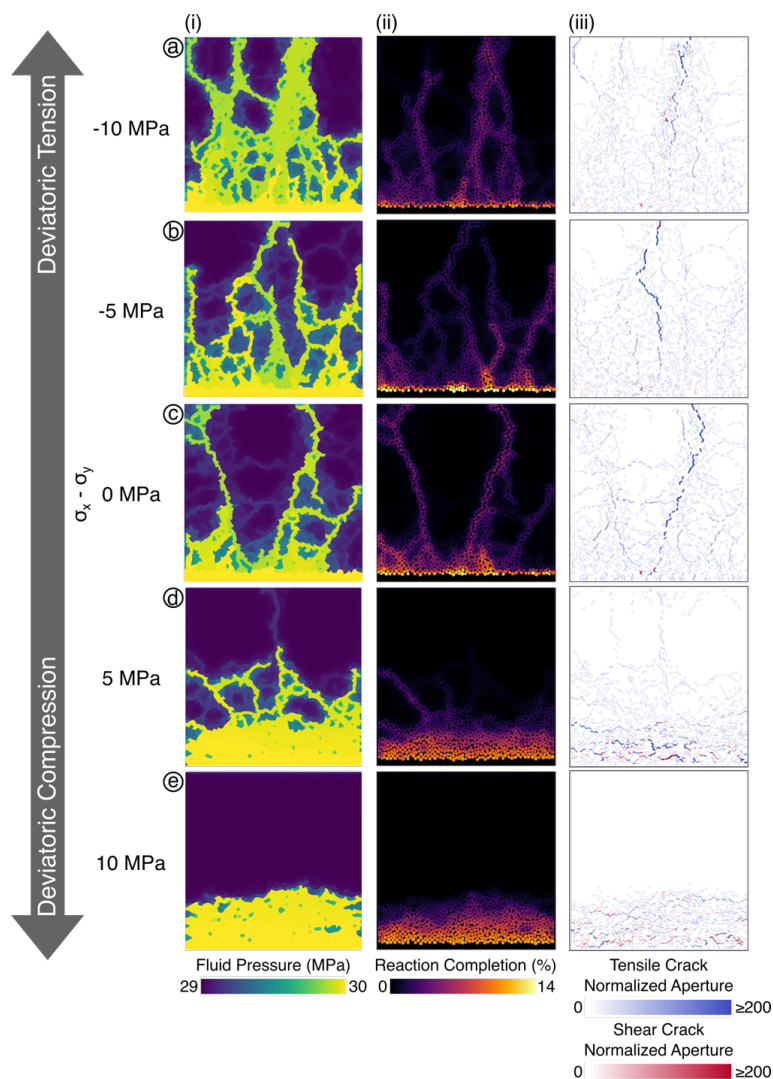 (i)
(ii)
(iii)
Deviatoric Tension
Deviatoric Compression
σx - σy
a
-10 MPa
b
-5 MPa
c
0 MPa
d
5 MPa
e
10 MPa
Fluid Pressure (MPa)
29
30
Reaction Completion (%)
0
14
Tensile Crack
Normalized Aperture
0
≥200
Shear Crack
Normalized Aperture
0
≥200